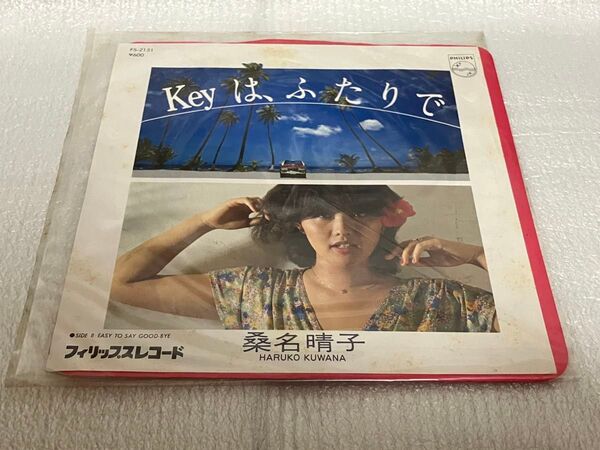 FS-2131
¥600
PHILIPS
Keyは、ふたりで
●SIDE B・EASY TO SAY GOOD-BYE
フィリップスレコード
桑名晴子
HARUKO KUWANA